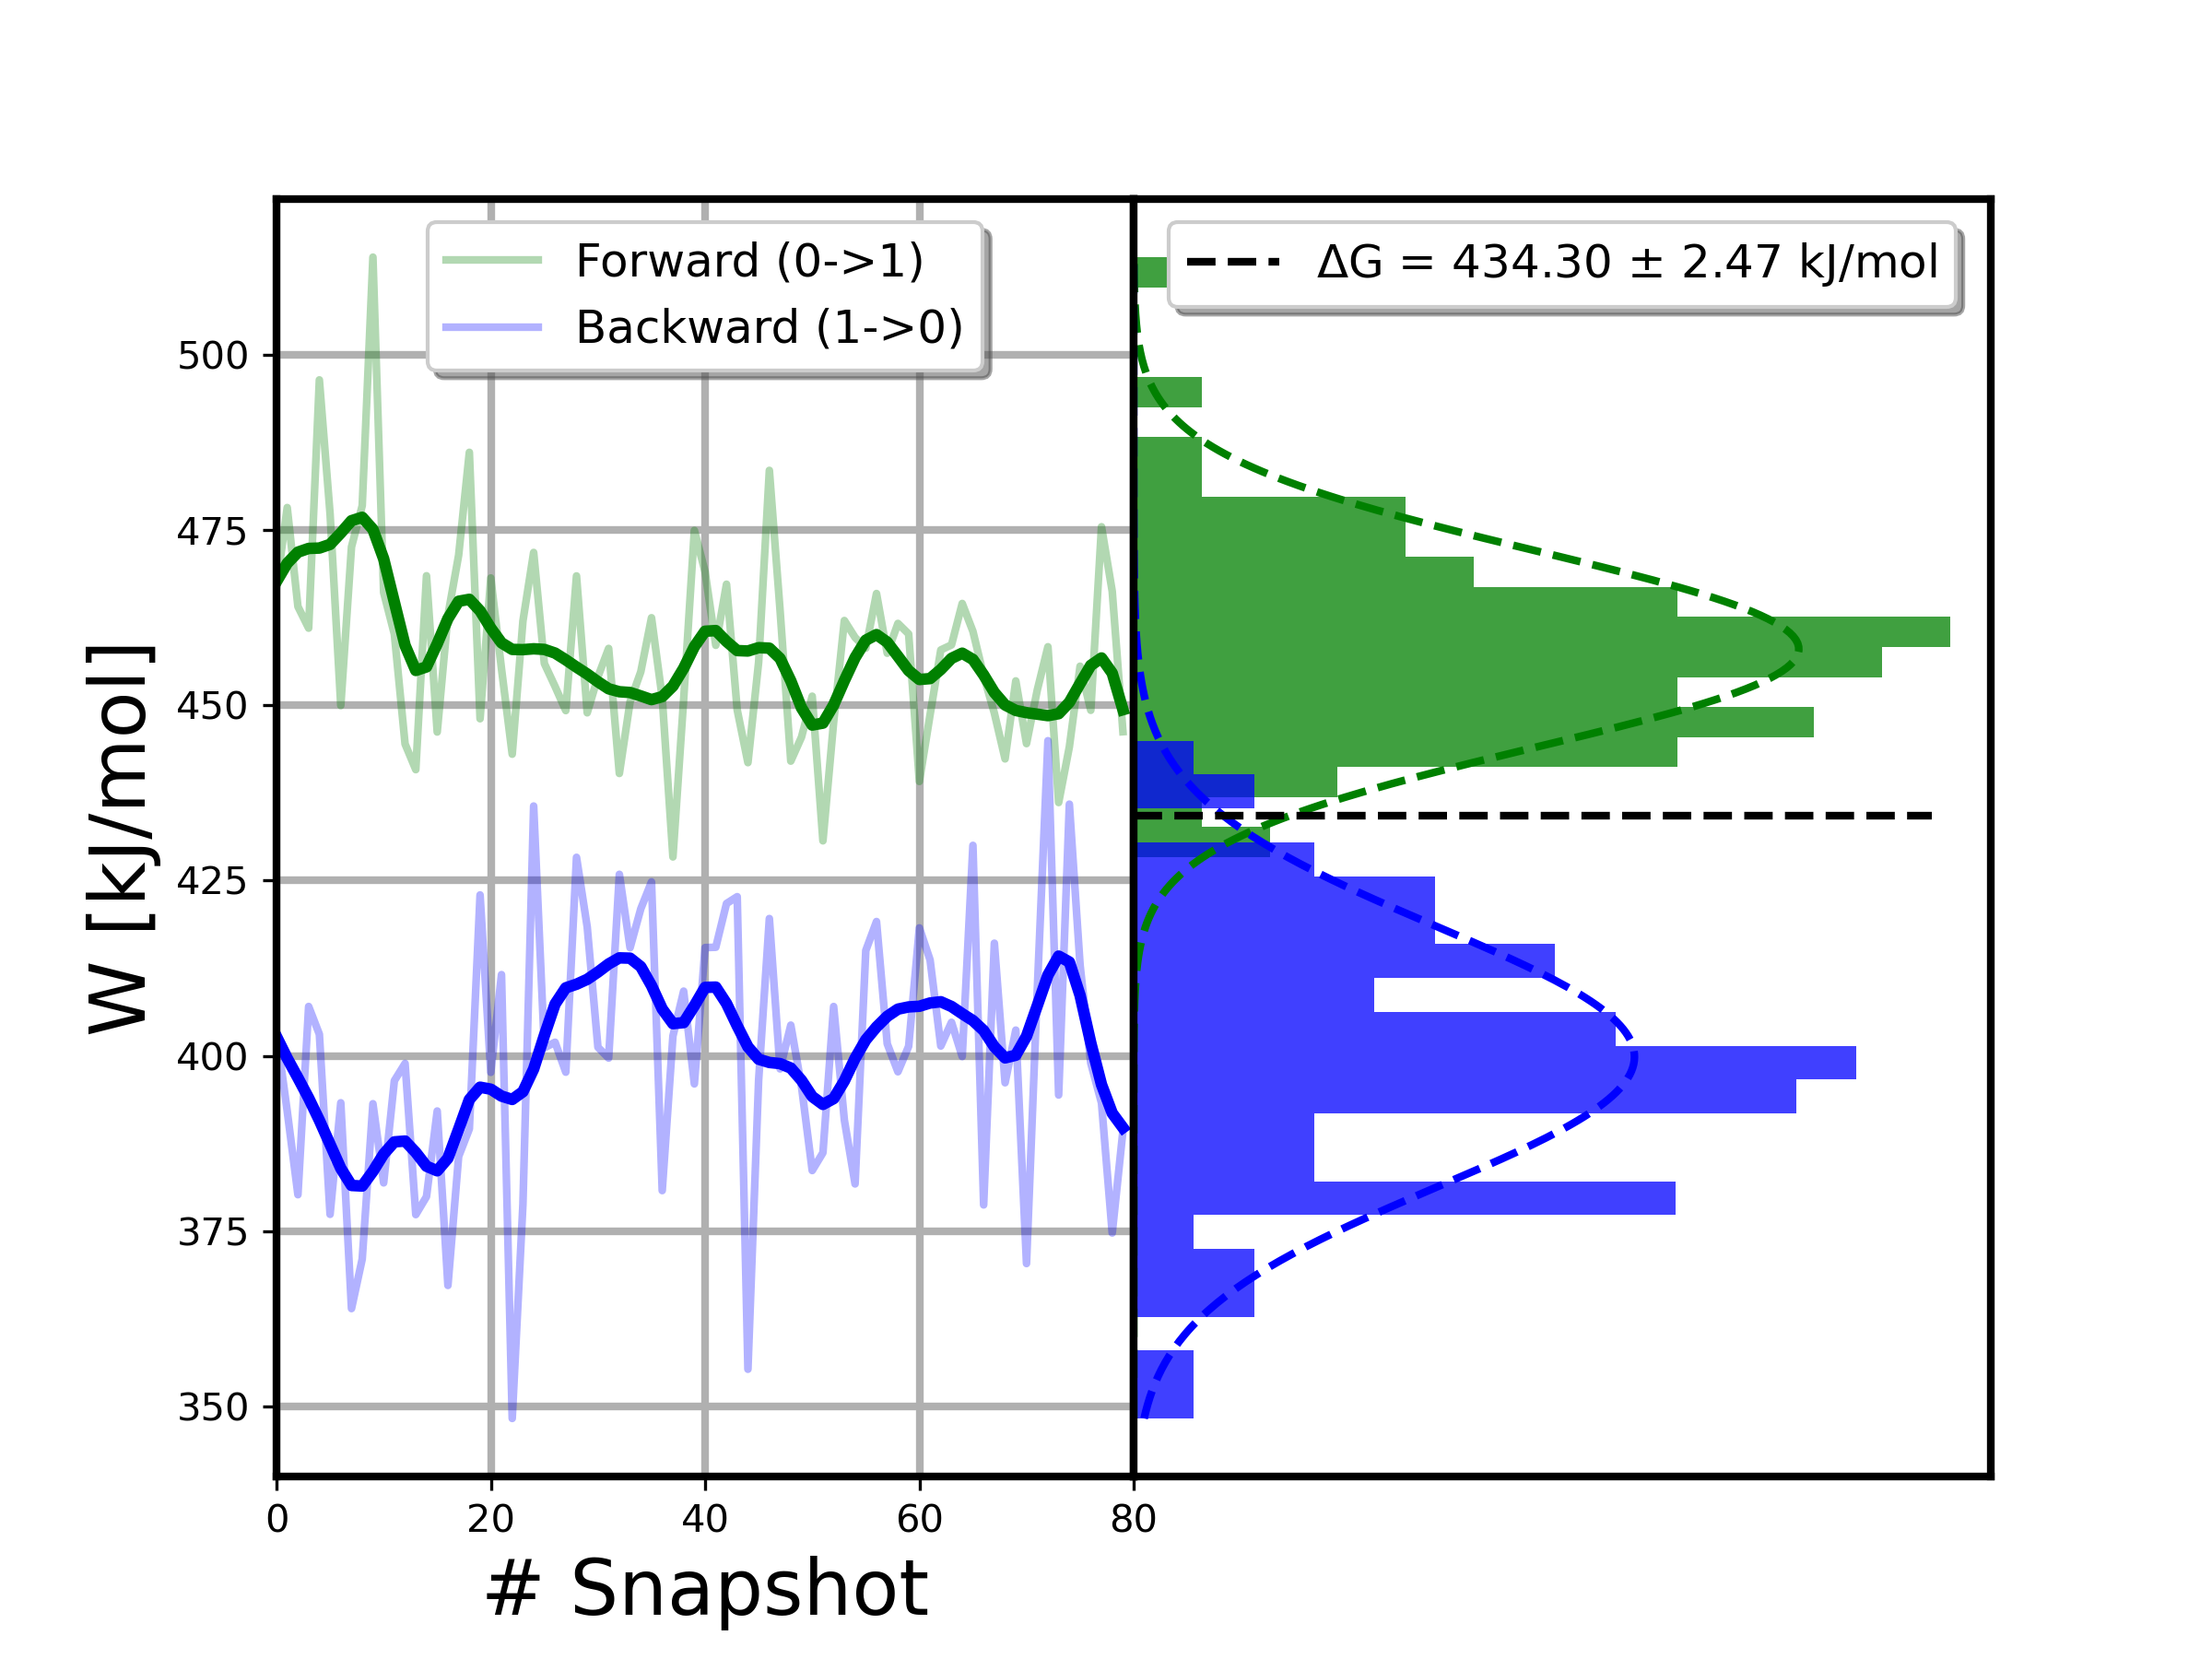 Forward (0->1)
Backward (1->0)
ΔG = 434.30 ± 2.47 kJ/mol
W [kJ/mol]
500
475
450
425
400
375
350
0 20 40 60 80
# Snapshot